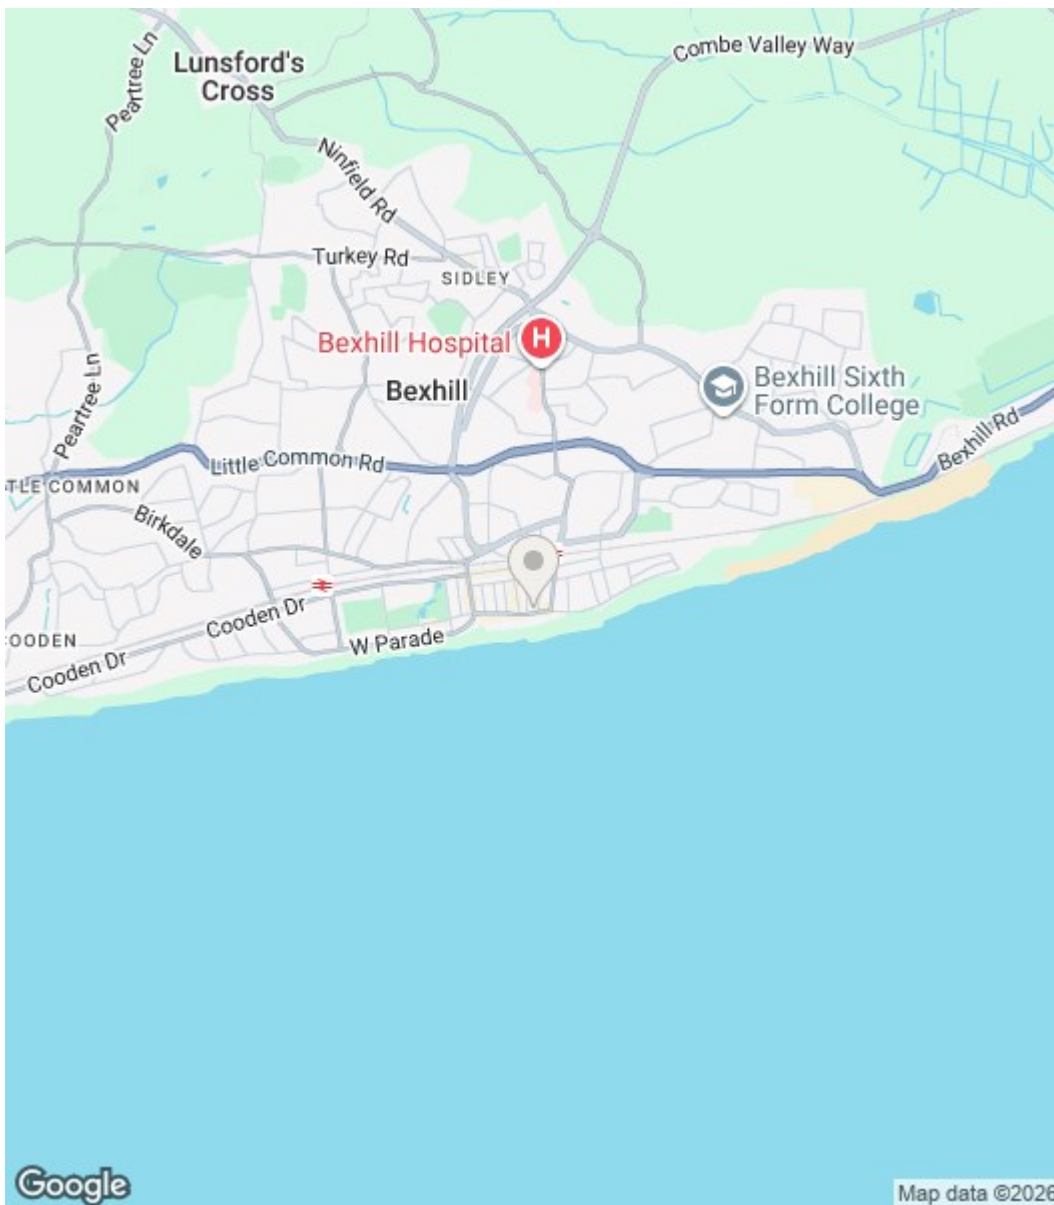 Combe Valley Way
Lunsford's
Cross
Peartree Ln
Ninfield Rd
Turkey Rd
SIDLEY
Bexhill Hospital
H
Bexhill
Bexhill Sixth
Form College
Peartree Ln
Bexhill Rd
Little Common Rd
TLE COMMON
Birkdale
Cooden Dr
W Parade
COODEN
Cooden Dr
Google
Map data ©2026